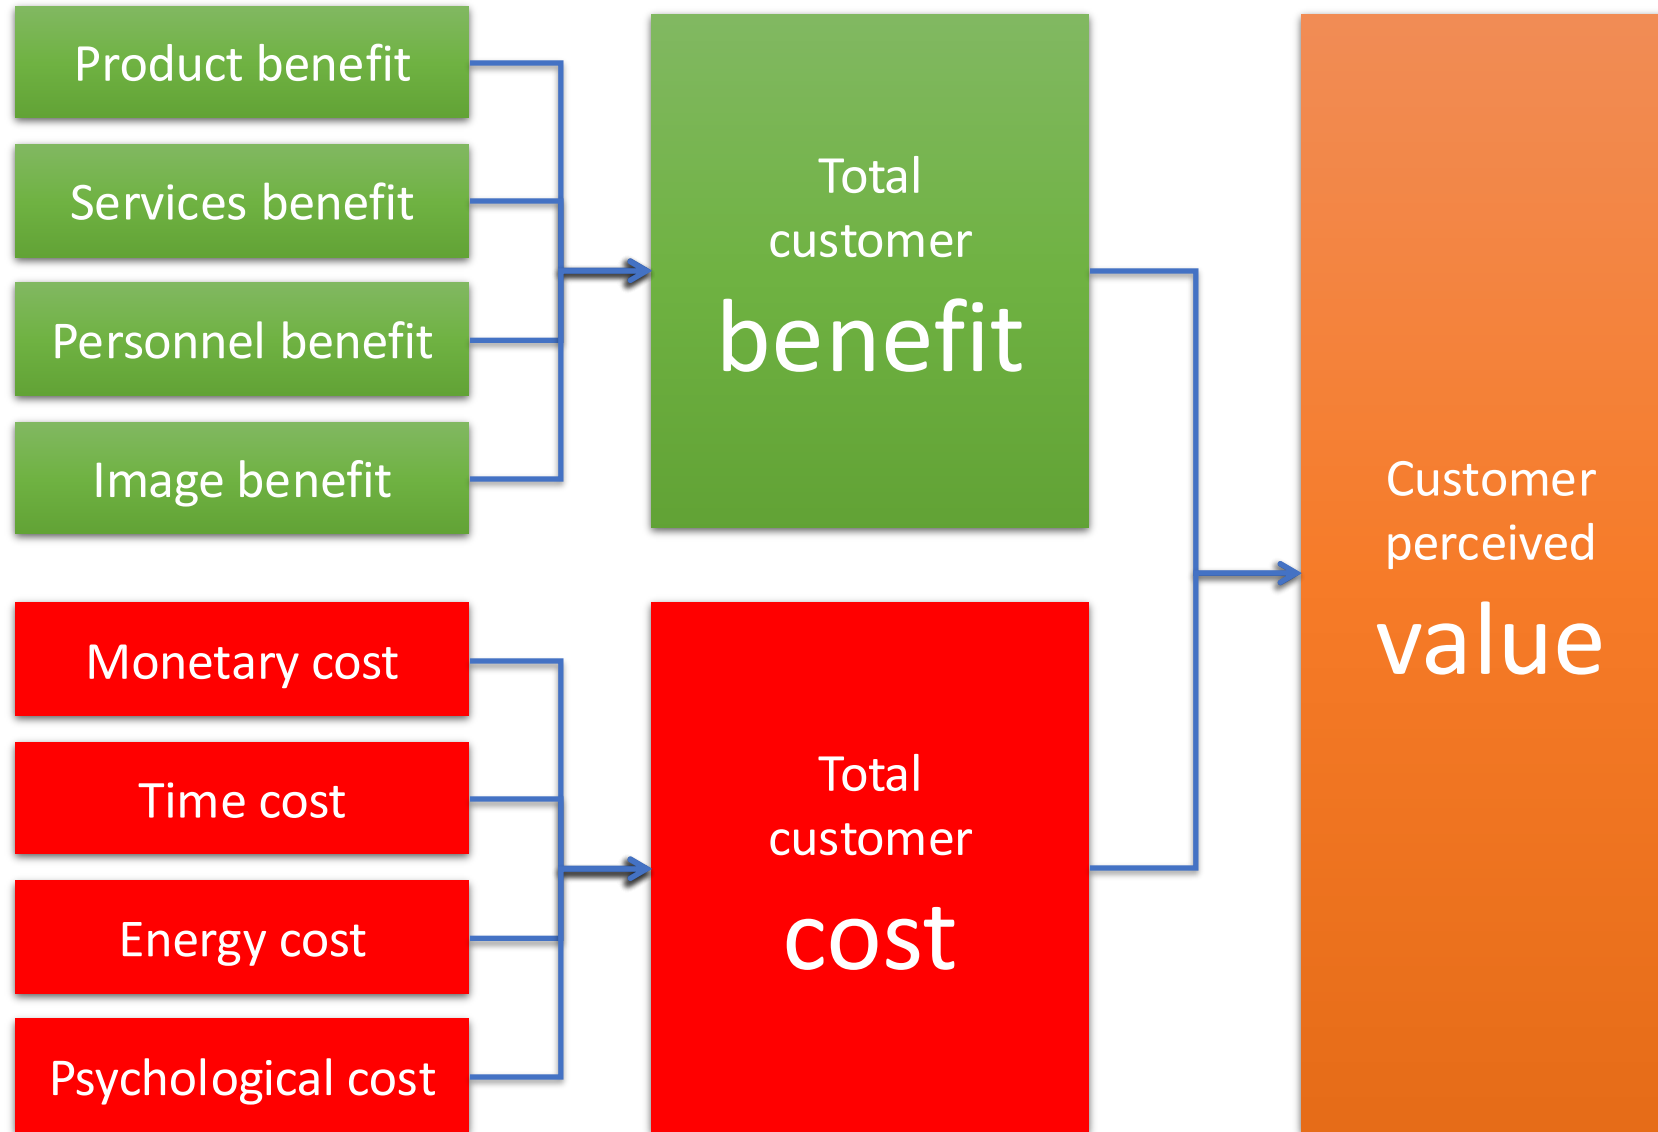 Product benefit
Services benefit
Personnel benefit
Image benefit
Total
customer
benefit
Monetary cost
Time cost
Energy cost
Psychological cost
Total
customer
cost
Customer
perceived
value